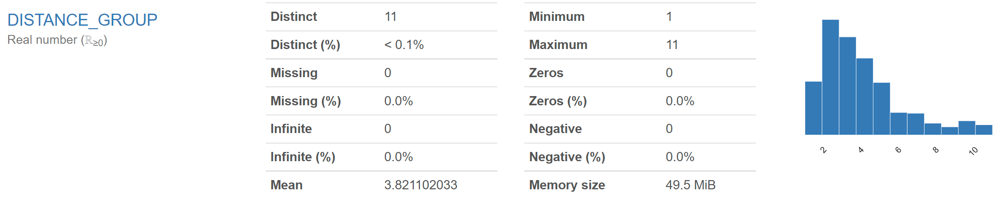 DISTANCE_GROUP
Real number (ℝ≥0)
Distinct 11
Distinct (%) < 0.1%
Missing 0
Missing (%) 0.0%
Infinite 0
Infinite (%) 0.0%
Mean 3.821102033
Minimum 1
Maximum 11
Zeros 0
Zeros (%) 0.0%
Negative 0
Negative (%) 0.0%
Memory size 49.5 MiB
2 4 6 8 10